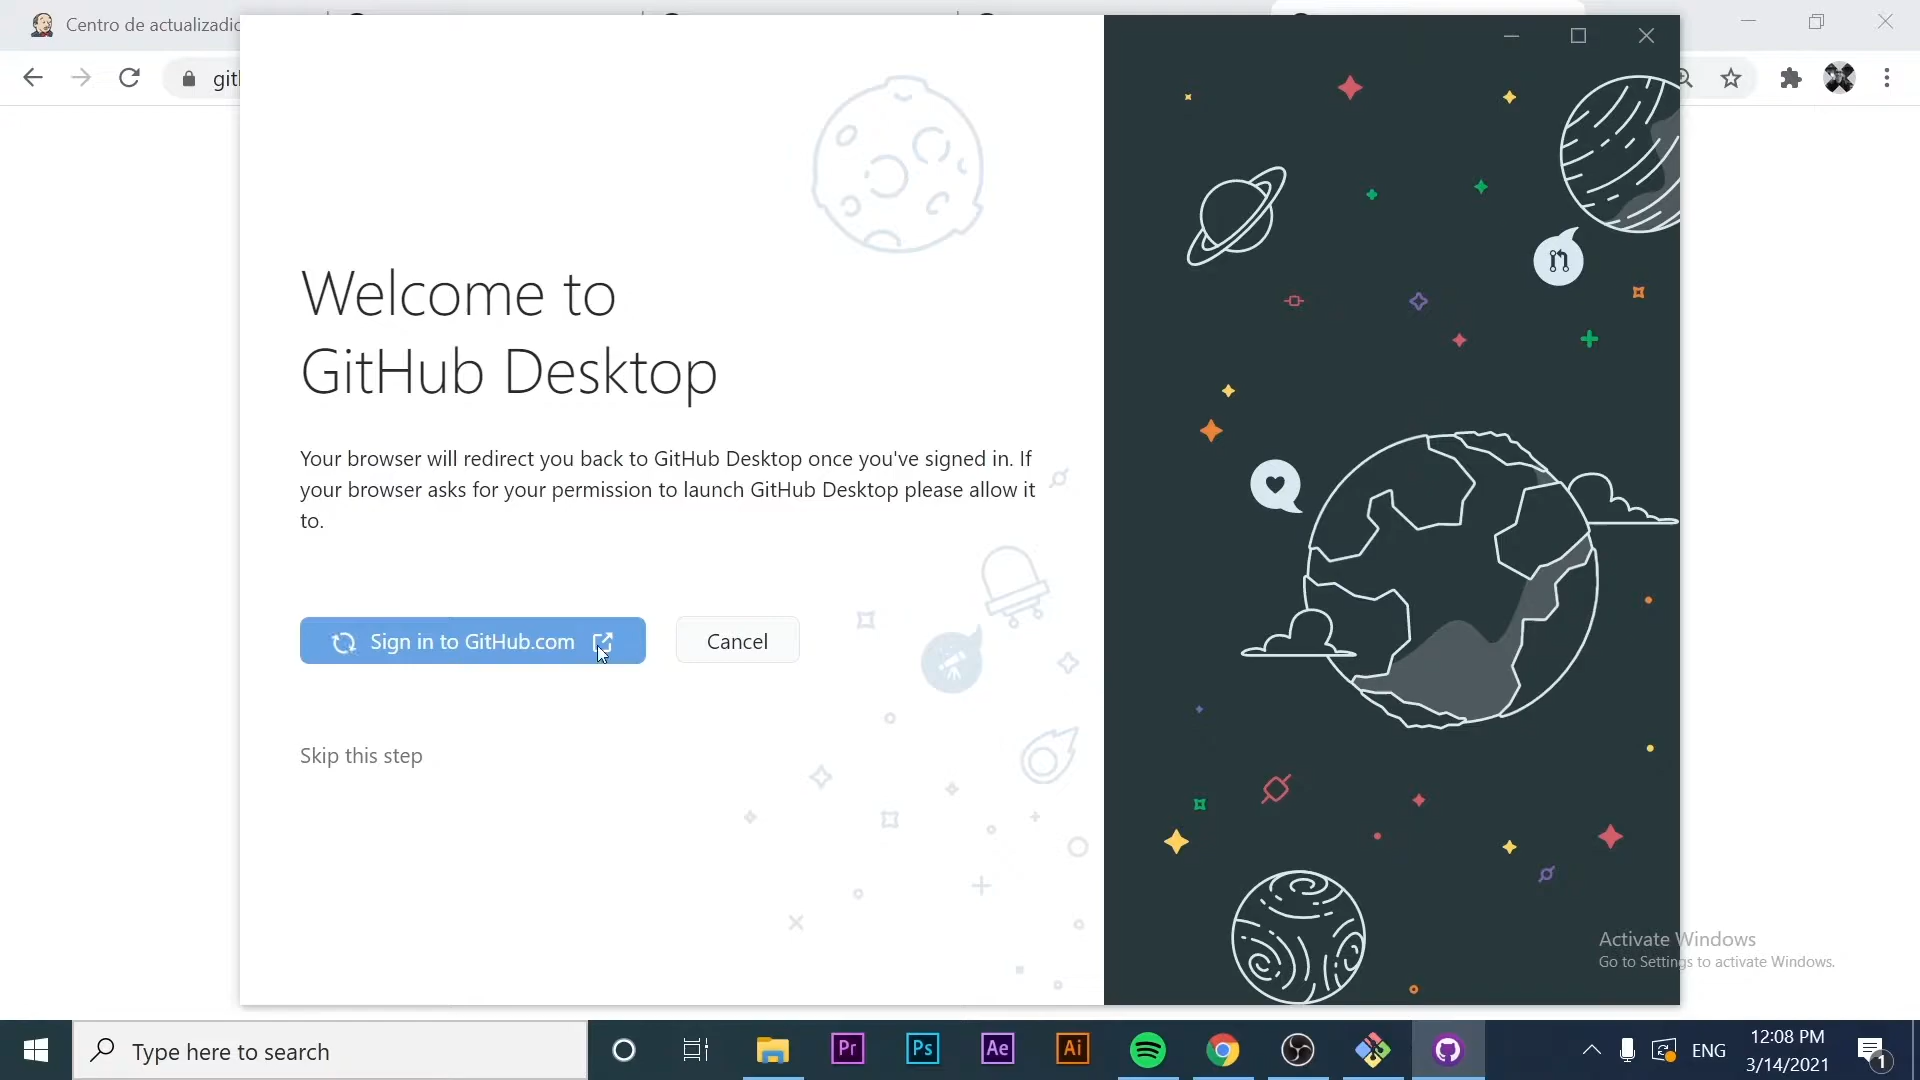 Centro de actualizadic
gitl
Welcome to
GitHub Desktop
Your browser will redirect you back to GitHub Desktop once you've signed in. If
your browser asks for your permission to launch GitHub Desktop please allow it
to.
Sign in to GitHub.com
Cancel
Skip this step
Activate Windows
Go to Settings to activate Windows.
Type here to search
Pr
Ps
Ae
Ai
ENG
12:08 PM
3/14/2021
1